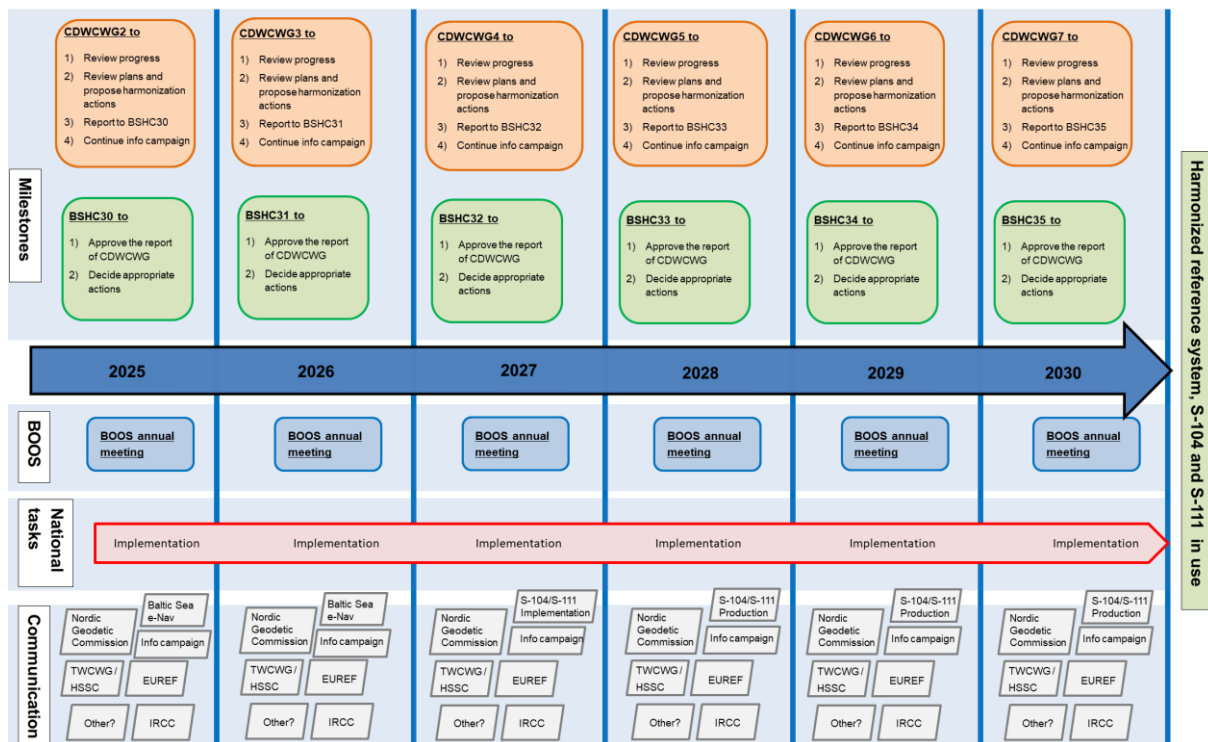 Milestones
CDWCWG2 to
1) Review progress
2) Review plans and
propose harmonization
actions
3) Report to BSHC30
4) Continue info campaign
CDWCWG3 to
1) Review progress
2) Review plans and
propose harmonization
actions
3) Report to BSHC31
4) Continue info campaign
CDWCWG4 to
1) Review progress
2) Review plans and
propose harmonization
actions
3) Report to BSHC32
4) Continue info campaign
CDWCWG5 to
1) Review progress
2) Review plans and
propose harmonization
actions
3) Report to BSHC33
4) Continue info campaign
CDWCWG6 to
1) Review progress
2) Review plans and
propose harmonization
actions
3) Report to BSHC34
4) Continue info campaign
CDWCWG7 to
1) Review progress
2) Review plans and
propose harmonization
actions
3) Report to BSHC35
4) Continue info campaign
BSHC30 to
1) Approve the report
of CDWCWG
2) Decide appropriate
actions
BSHC31 to
1) Approve the report
of CDWCWG
2) Decide appropriate
actions
BSHC32 to
1) Approve the report
of CDWCWG
2) Decide appropriate
actions
BSHC33 to
1) Approve the report
of CDWCWG
2) Decide appropriate
actions
BSHC34 to
1) Approve the report
of CDWCWG
2) Decide appropriate
actions
BSHC35 to
1) Approve the report
of CDWCWG
2) Decide appropriate
actions
2025
2026
2027
2028
2029
2030
BOOS
BOOS annual
meeting
BOOS annual
meeting
BOOS annual
meeting
BOOS annual
meeting
BOOS annual
meeting
BOOS annual
meeting
National
tasks
Implementation
Implementation
Implementation
Implementation
Implementation
Implementation
Communication
Nordic
Geodetic
Commission
Baltic Sea
e-Nav
Info campaign
TWCWG /
HSSC
EUREF
Other?
IRCC
Nordic
Geodetic
Commission
Baltic Sea
e-Nav
Info campaign
TWCWG /
HSSC
EUREF
Other?
IRCC
Nordic
Geodetic
Commission
S-104/S-111
Implementation
Info campaign
TWCWG /
HSSC
EUREF
Other?
IRCC
Nordic
Geodetic
Commission
S-104/S-111
Production
Info campaign
TWCWG /
HSSC
EUREF
Other?
IRCC
Nordic
Geodetic
Commission
S-104/S-111
Production
Info campaign
TWCWG /
HSSC
EUREF
Other?
IRCC
Nordic
Geodetic
Commission
S-104/S-111
Production
Info campaign
TWCWG /
HSSC
EUREF
Other?
IRCC
Harmonized reference system, S-104 and S-111 in use